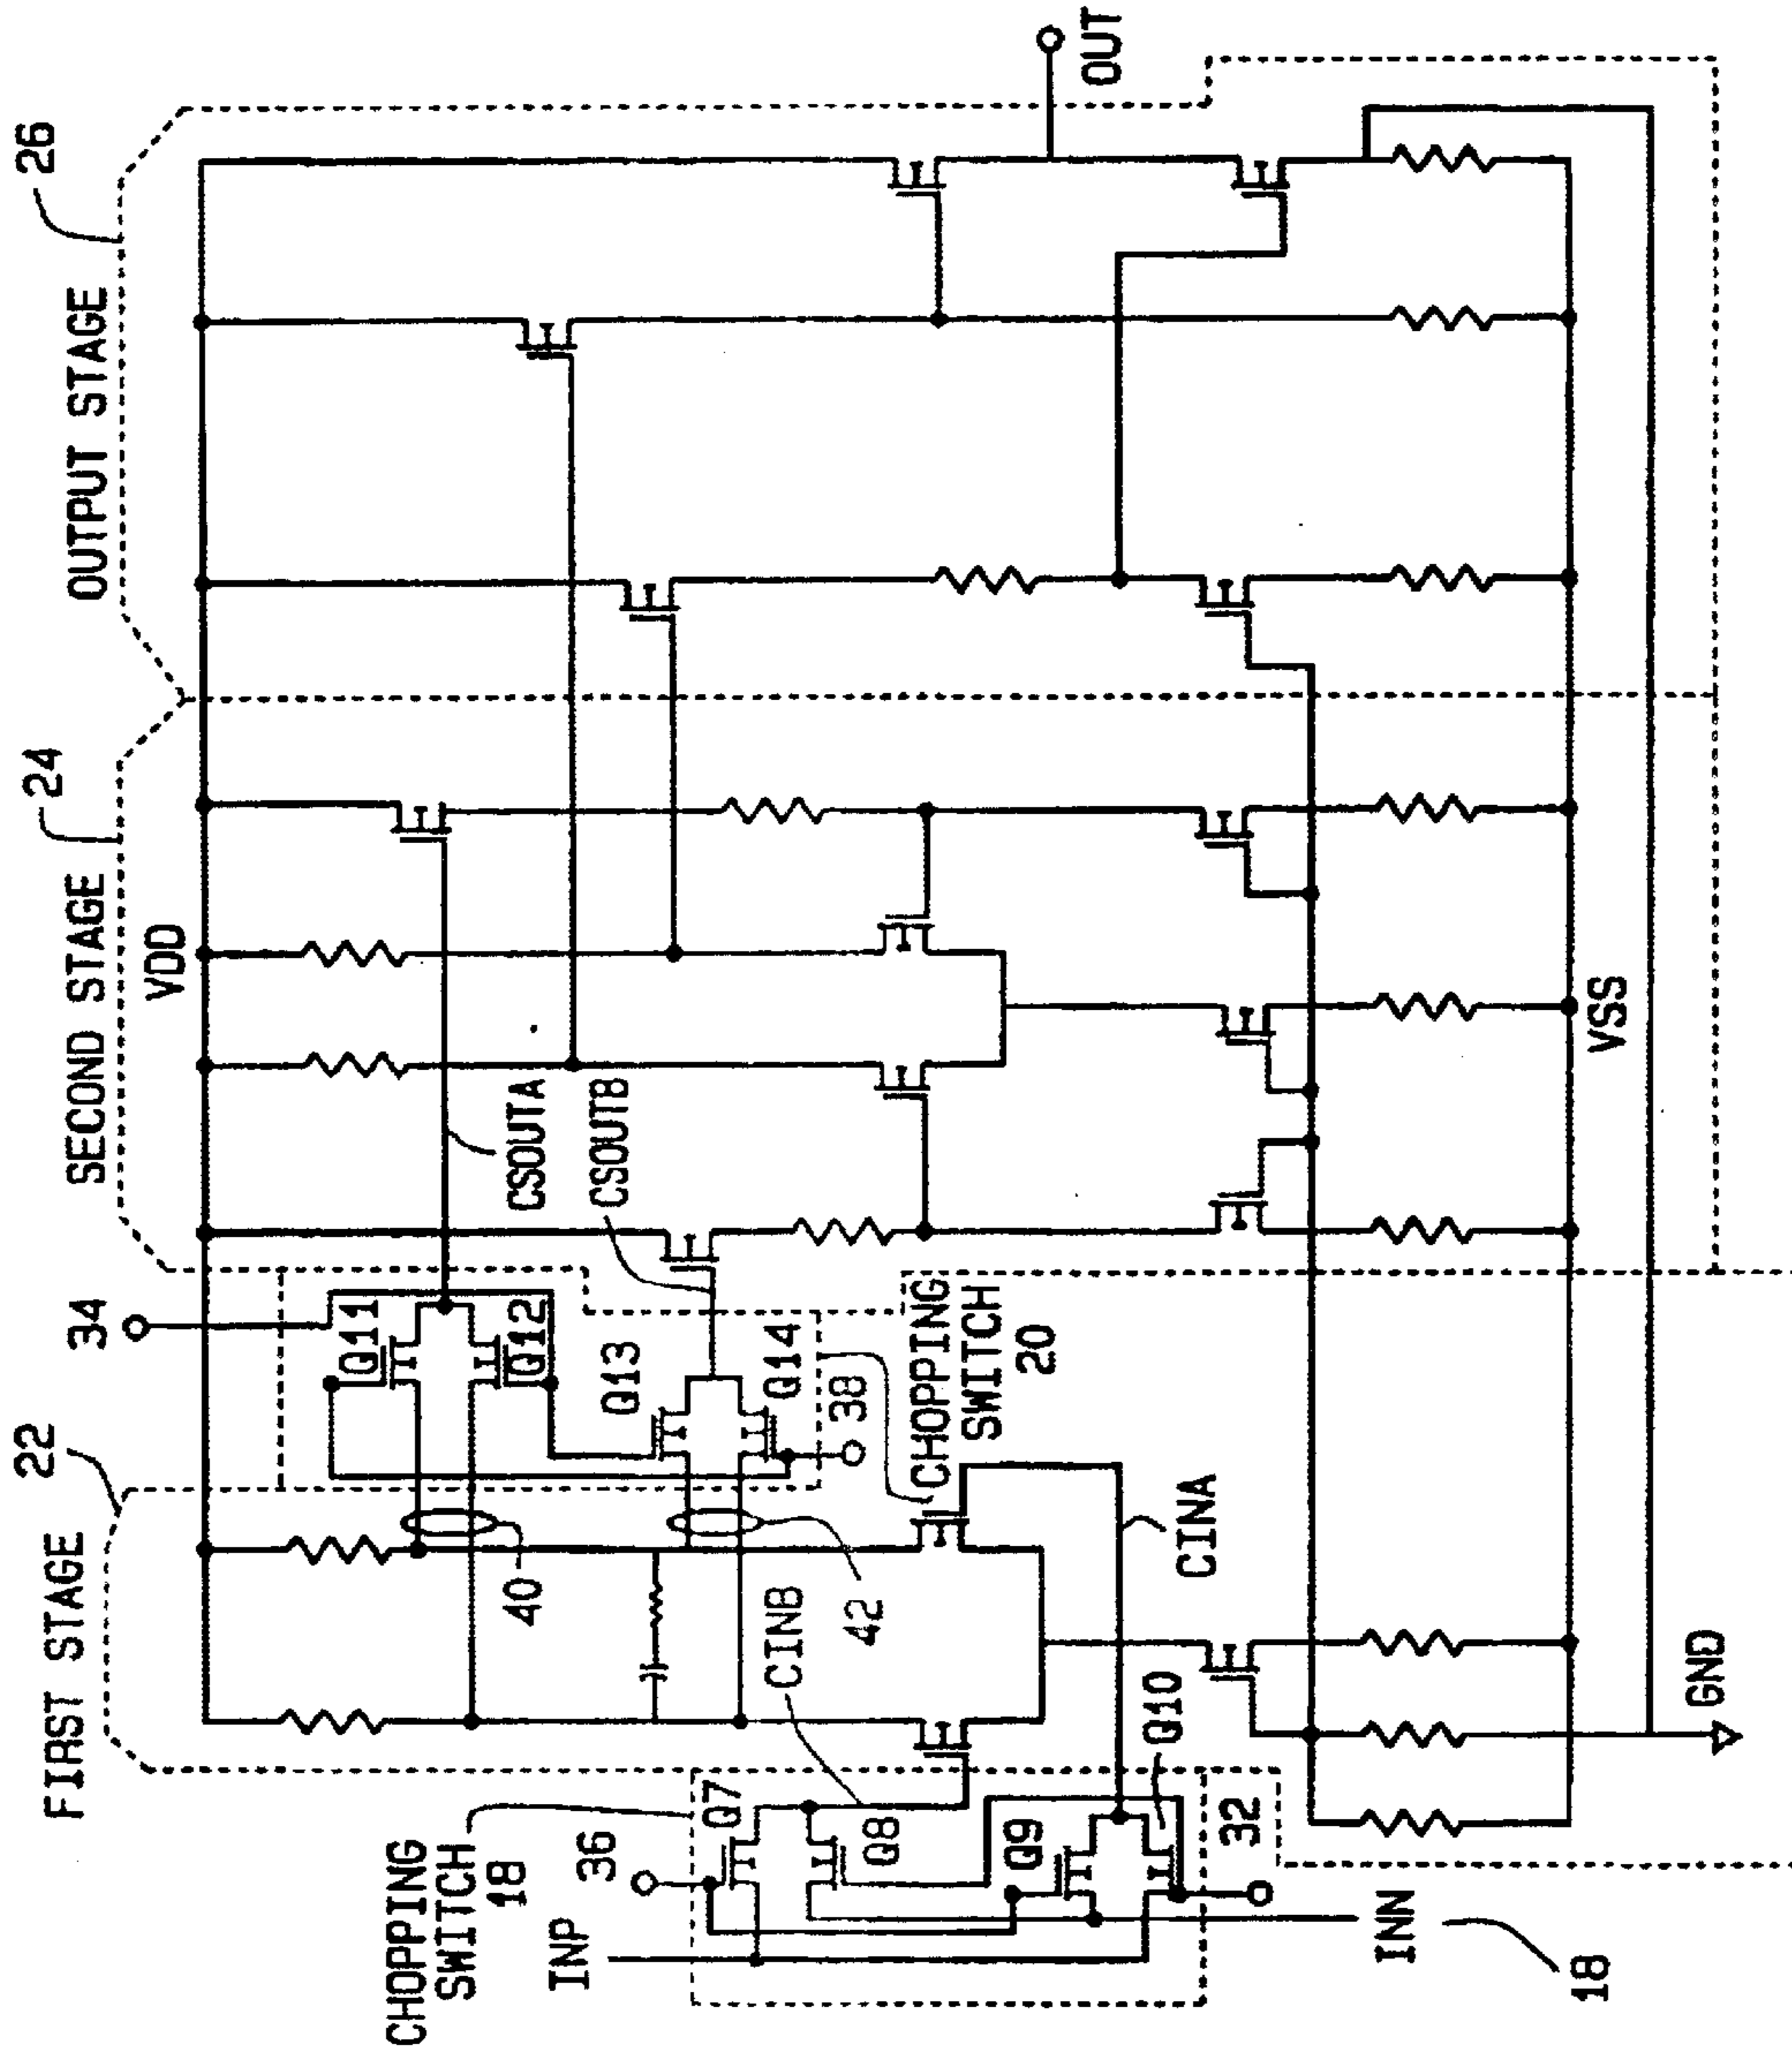 FIRST STAGE
22
SECOND STAGE
24
OUTPUT STAGE
26
34
VDD
Q11
Q12
Q13
Q14
38
CSOUTA
CSOUTB
CHOPPING
SWITCH
20
40
42
CINB
CINA
CHOPPING
SWITCH
18
36
Q7
Q8
Q9
Q10
32
INP
INN
18
GND
VSS
OUT